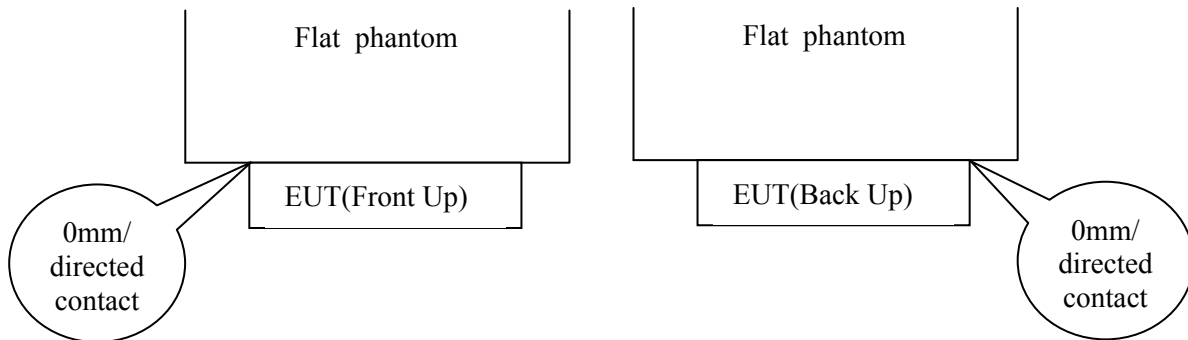 Flat phantom
EUT(Front Up)
0mm/
directed
contact
Flat phantom
EUT(Back Up)
0mm/
directed
contact